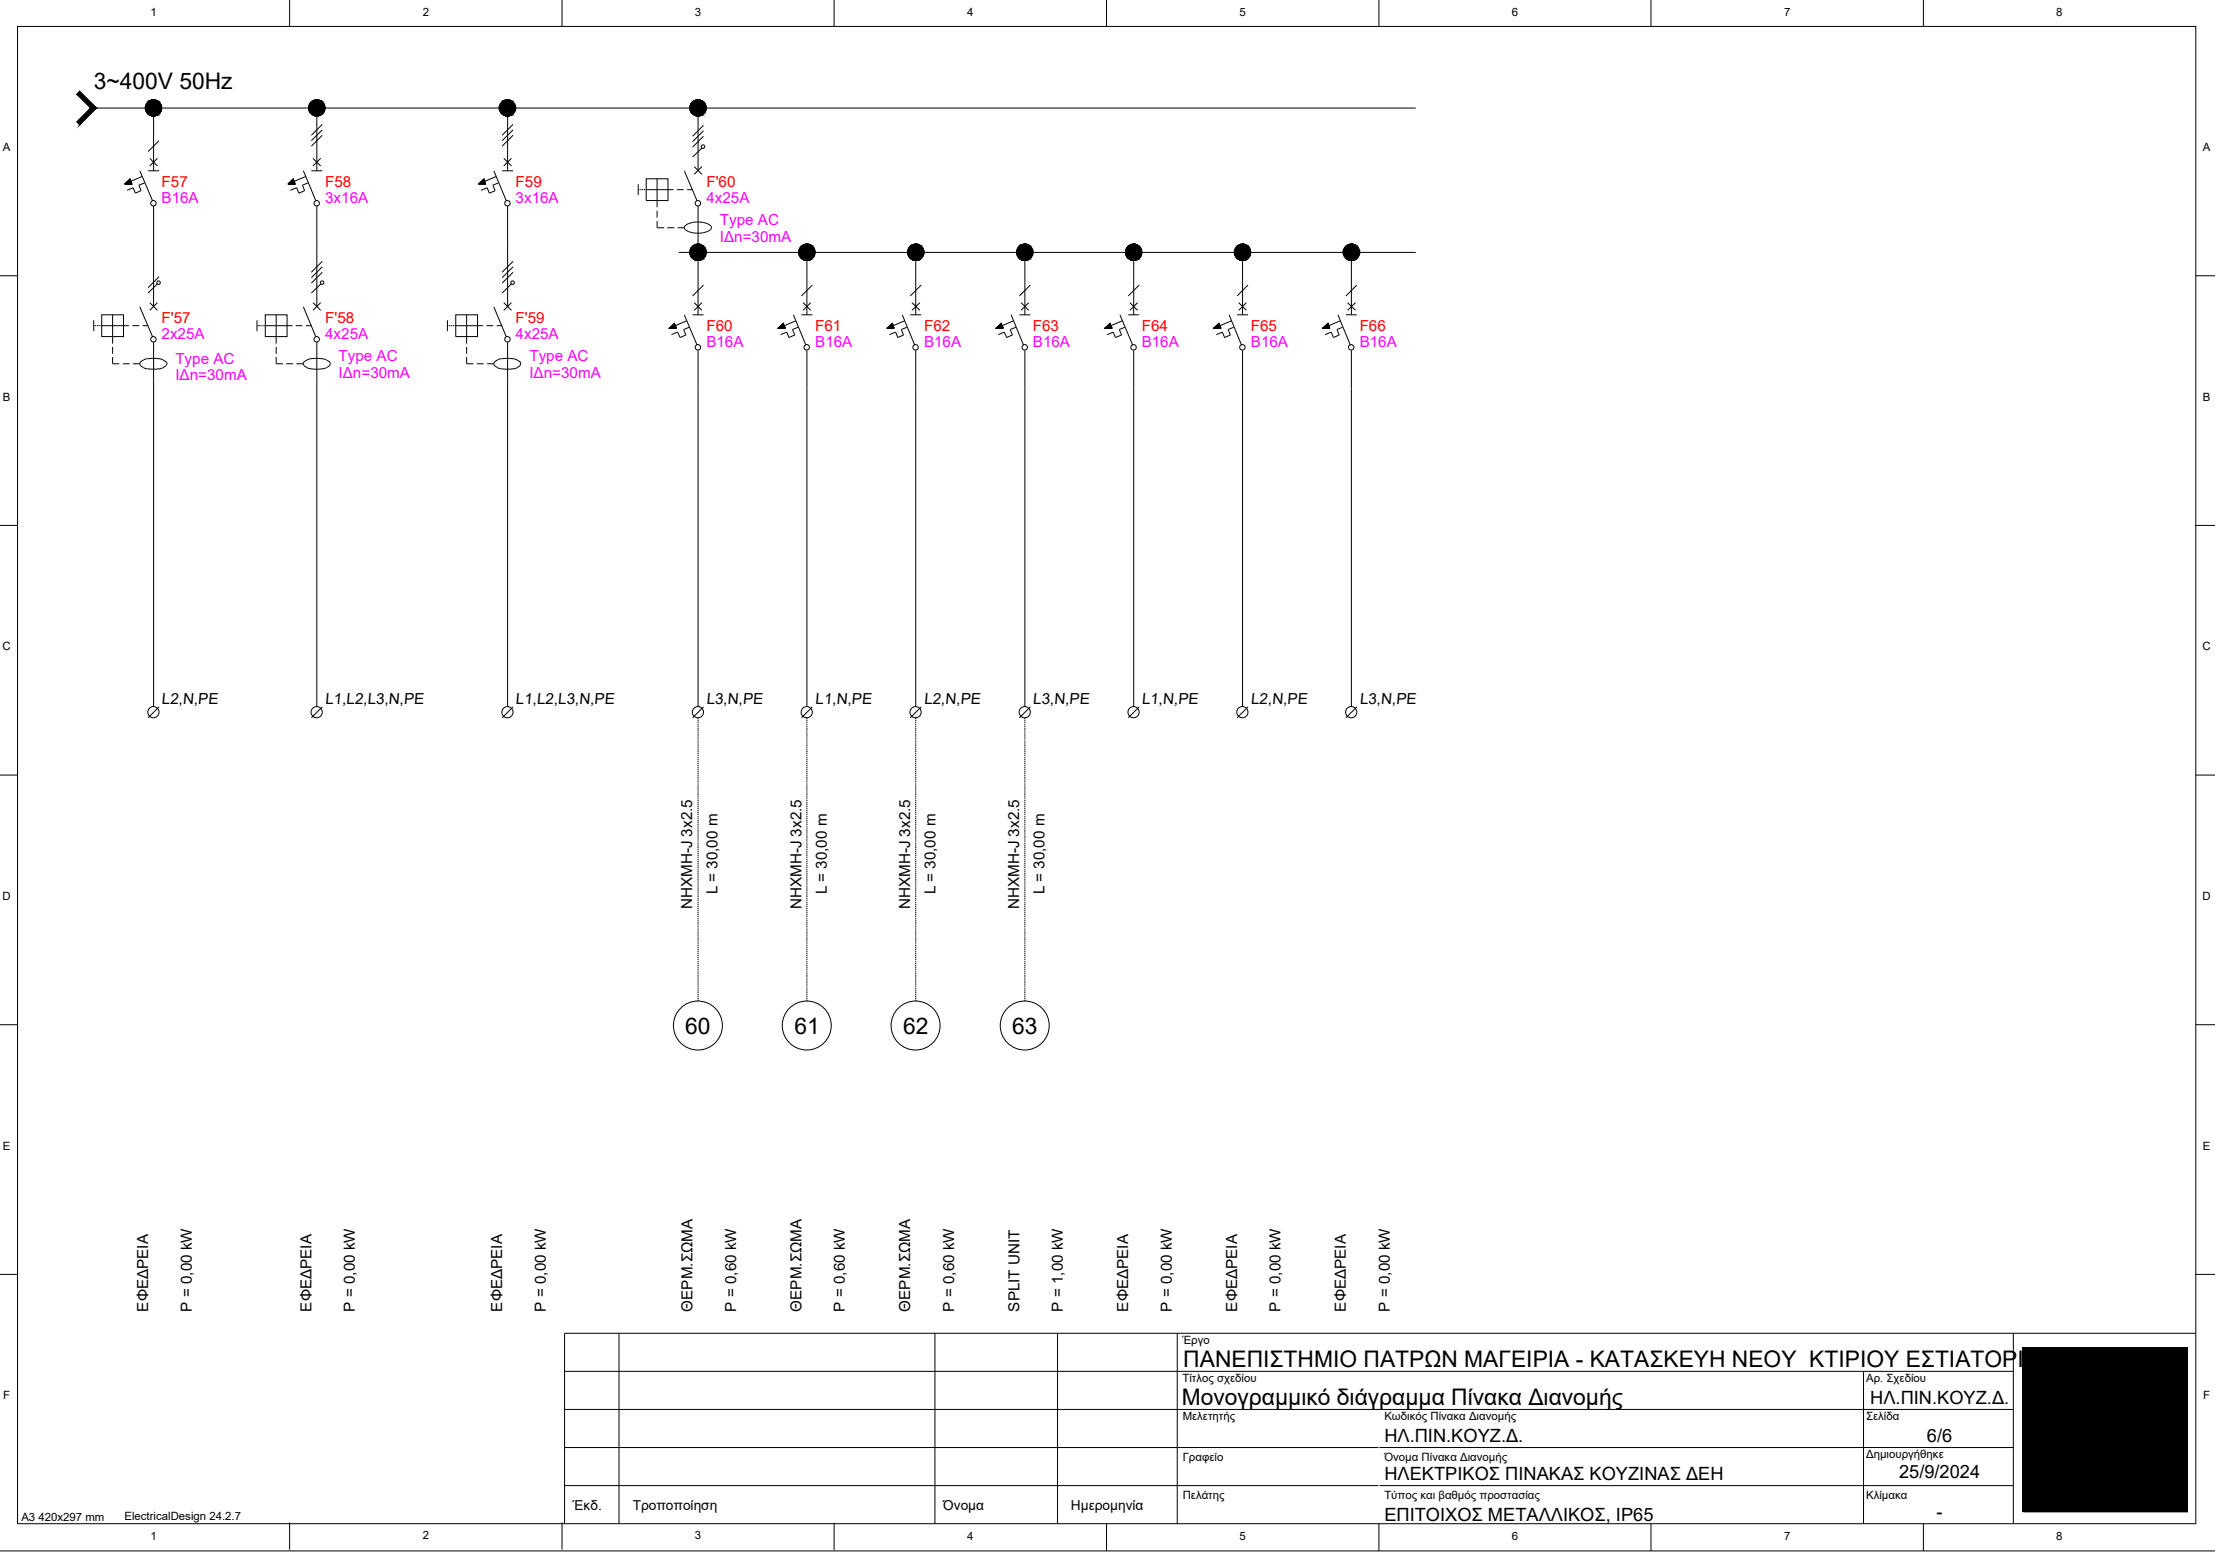 1 2 3 4 5 6 7 8
A A
B B
C C
D D
E E
F F
3~400V 50Hz
F57
B16A
F58
3x16A
F59
3x16A
F'60
4x25A
Type AC
IΔn=30mA
F'57
2x25A
Type AC
IΔn=30mA
F'58
4x25A
Type AC
IΔn=30mA
F'59
4x25A
Type AC
IΔn=30mA
F60
B16A
F61
B16A
F62
B16A
F63
B16A
F64
B16A
F65
B16A
F66
B16A
L2,N,PE
L1,L2,L3,N,PE
L1,L2,L3,N,PE
L3,N,PE
L1,N,PE
L2,N,PE
L3,N,PE
L1,N,PE
L2,N,PE
L3,N,PE
NHXMH-J 3x2.5
L = 30,00 m
NHXMH-J 3x2.5
L = 30,00 m
NHXMH-J 3x2.5
L = 30,00 m
NHXMH-J 3x2.5
L = 30,00 m
60
61
62
63
ΕΦΕΔΡΕΙΑ
P = 0,00 kW
ΕΦΕΔΡΕΙΑ
P = 0,00 kW
ΕΦΕΔΡΕΙΑ
P = 0,00 kW
ΘΕΡΜ.ΣΩΜΑ
P = 0,60 kW
ΘΕΡΜ.ΣΩΜΑ
P = 0,60 kW
ΘΕΡΜ.ΣΩΜΑ
P = 0,60 kW
SPLIT UNIT
P = 1,00 kW
ΕΦΕΔΡΕΙΑ
P = 0,00 kW
ΕΦΕΔΡΕΙΑ
P = 0,00 kW
ΕΦΕΔΡΕΙΑ
P = 0,00 kW
Έργο
ΠΑΝΕΠΙΣΤΗΜΙΟ ΠΑΤΡΩΝ ΜΑΓΕΙΡΙΑ - ΚΑΤΑΣΚΕΥΗ ΝΕΟΥ ΚΤΙΡΙΟΥ ΕΣΤΙΑΤΟΡΙ
Τίτλος σχεδίου
Μονογραμμικό διάγραμμα Πίνακα Διανομής
Αρ. Σχεδίου
ΗΛ.ΠΙΝ.ΚΟΥΖ.Δ.
Μελετητής
Κωδικός Πίνακα Διανομής
ΗΛ.ΠΙΝ.ΚΟΥΖ.Δ.
Σελίδα
6/6
Γραφείο
Όνομα Πίνακα Διανομής
ΗΛΕΚΤΡΙΚΟΣ ΠΙΝΑΚΑΣ ΚΟΥΖΙΝΑΣ ΔΕΗ
Δημιουργήθηκε
25/9/2024
Έκδ. Τροποποίηση Όνομα Ημερομηνία
Πελάτης
Τύπος και βαθμός προστασίας
ΕΠΙΤΟΙΧΟΣ ΜΕΤΑΛΛΙΚΟΣ, IP65
Κλίμακα
-
A3 420x297 mm ElectricalDesign 24.2.7
1 2 3 4 5 6 7 8